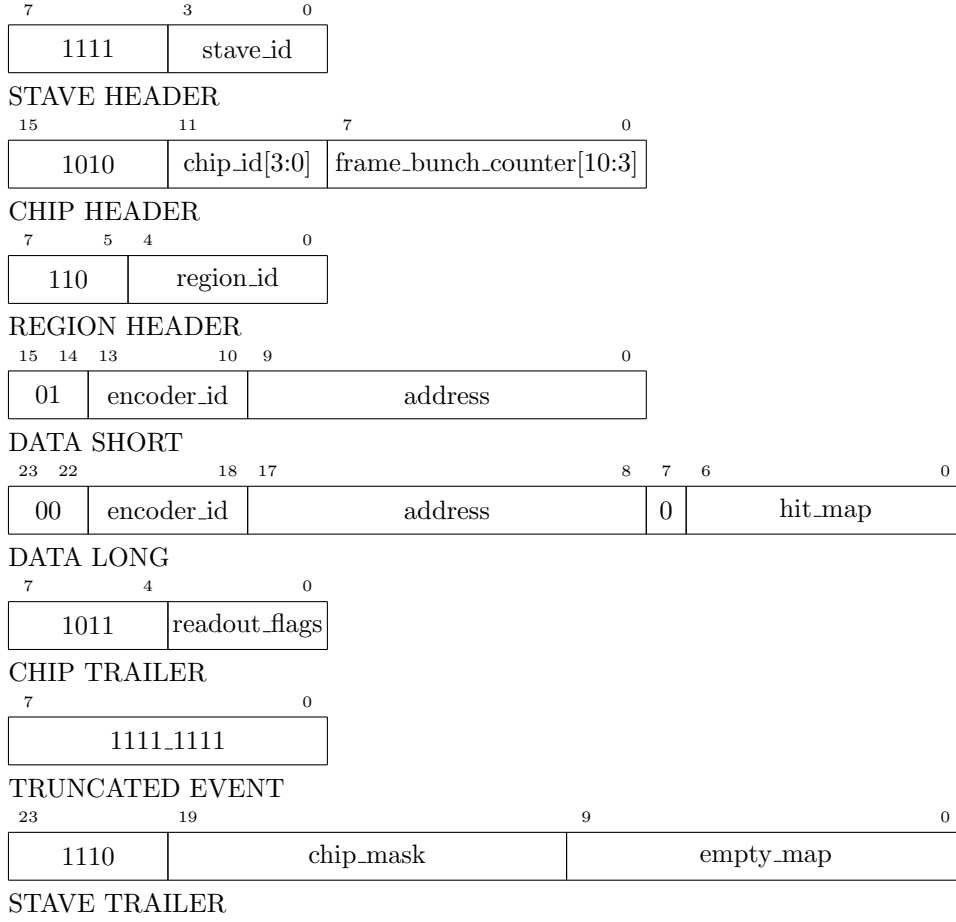 7 3 0
1111 stave_id
STAVE HEADER
15 11 7 0
1010 chip_id[3:0] frame_bunch_counter[10:3]
CHIP HEADER
7 5 4 0
110 region_id
REGION HEADER
15 14 13 10 9 0
01 encoder_id address
DATA SHORT
23 22 18 17 8 7 6 0
00 encoder_id address 0 hit_map
DATA LONG
7 4 0
1011 readout_flags
CHIP TRAILER
7 0
1111_1111
TRUNCATED EVENT
23 19 9 0
1110 chip_mask empty_map
STAVE TRAILER